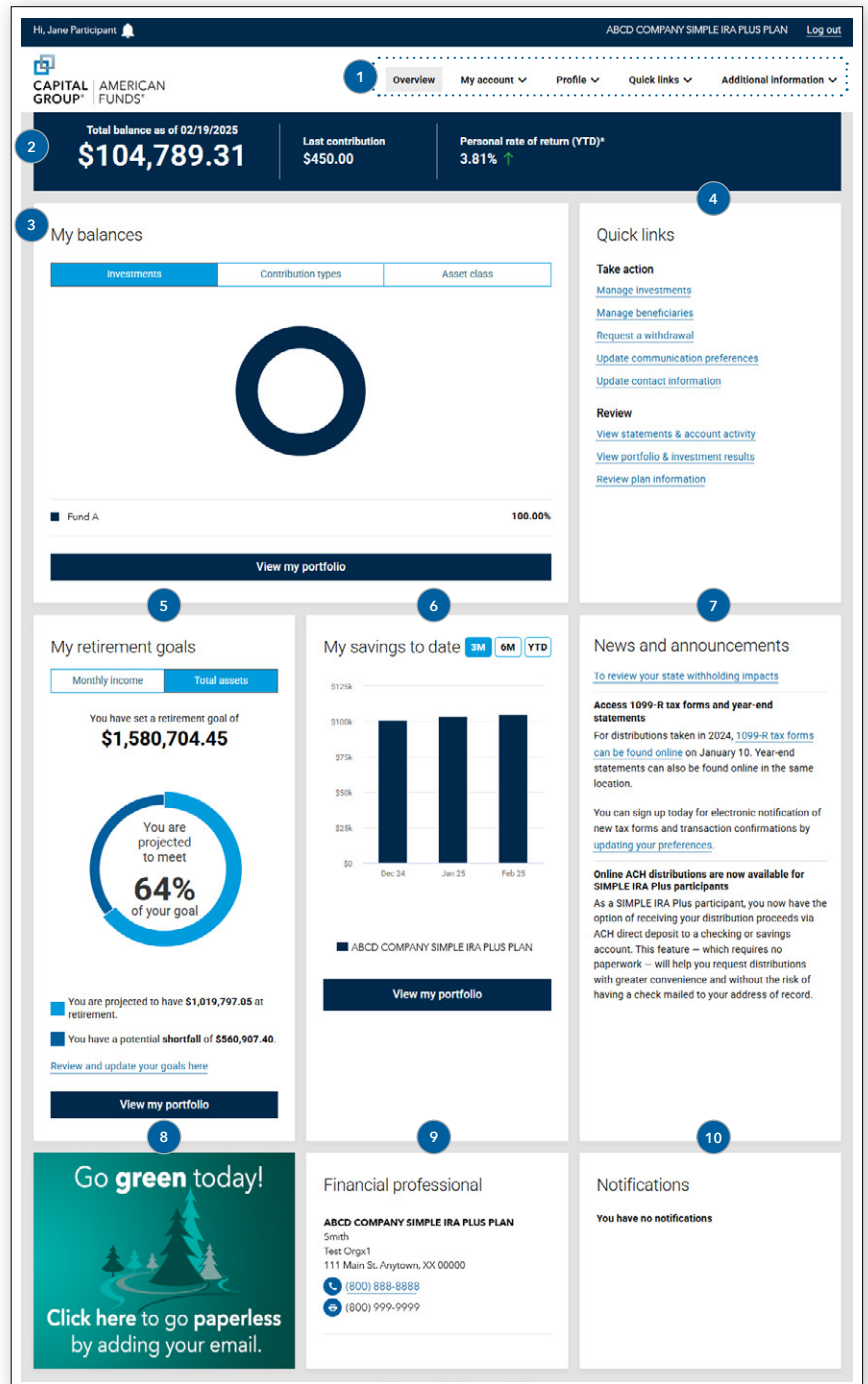 Hi, Jane Participant
ABCD COMPANY SIMPLE IRA PLUS PLAN
Log out
CAPITAL GROUP® | AMERICAN FUNDS®
1
Overview
My account
Profile
Quick links
Additional information
2
Total balance as of 02/19/2025
$104,789.31
Last contribution
$450.00
Personal rate of return (YTD)*
3.81% ↑
3
My balances
Investments
Contribution types
Asset class
Fund A
100.00%
View my portfolio
4
Quick links
Take action
Manage investments
Manage beneficiaries
Request a withdrawal
Update communication preferences
Update contact information
Review
View statements & account activity
View portfolio & investment results
Review plan information
5
My retirement goals
Monthly income
Total assets
You have set a retirement goal of
$1,580,704.45
You are
projected
to meet
64%
of your goal
You are projected to have $1,019,797.05 at
retirement.
You have a potential shortfall of $560,907.40.
Review and update your goals here
View my portfolio
6
My savings to date
3M
6M
YTD
$125k
$100k
$75k
$50k
$25k
$0
Dec 24
Jan 25
Feb 25
ABCD COMPANY SIMPLE IRA PLUS PLAN
View my portfolio
7
News and announcements
To review your state withholding impacts
Access 1099-R tax forms and year-end
statements
For distributions taken in 2024, 1099-R tax forms
can be found online on January 10. Year-end
statements can also be found online in the same
location.
You can sign up today for electronic notification of
new tax forms and transaction confirmations by
updating your preferences.
Online ACH distributions are now available for
SIMPLE IRA Plus participants
As a SIMPLE IRA Plus participant, you now have the
option of receiving your distribution proceeds via
ACH direct deposit to a checking or savings
account. This feature — which requires no
paperwork — will help you request distributions
with greater convenience and without the risk of
having a check mailed to your address of record.
8
Go green today!
Click here to go paperless
by adding your email.
9
Financial professional
ABCD COMPANY SIMPLE IRA PLUS PLAN
Smith
Test Orgx1
111 Main St. Anytown, XX 00000
(800) 888-8888
(800) 999-9999
10
Notifications
You have no notifications